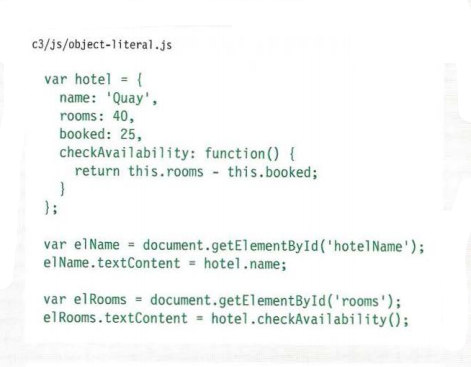 c3/js/object-literal.js
var hotel = {
name: 'Quay',
rooms: 40,
booked: 25,
checkAvailability: function() {
return this.rooms - this.booked;
}
};
var elName = document.getElementById('hotelName');
elName.textContent = hotel.name;
var elRooms = document.getElementById('rooms');
elRooms.textContent = hotel.checkAvailability();